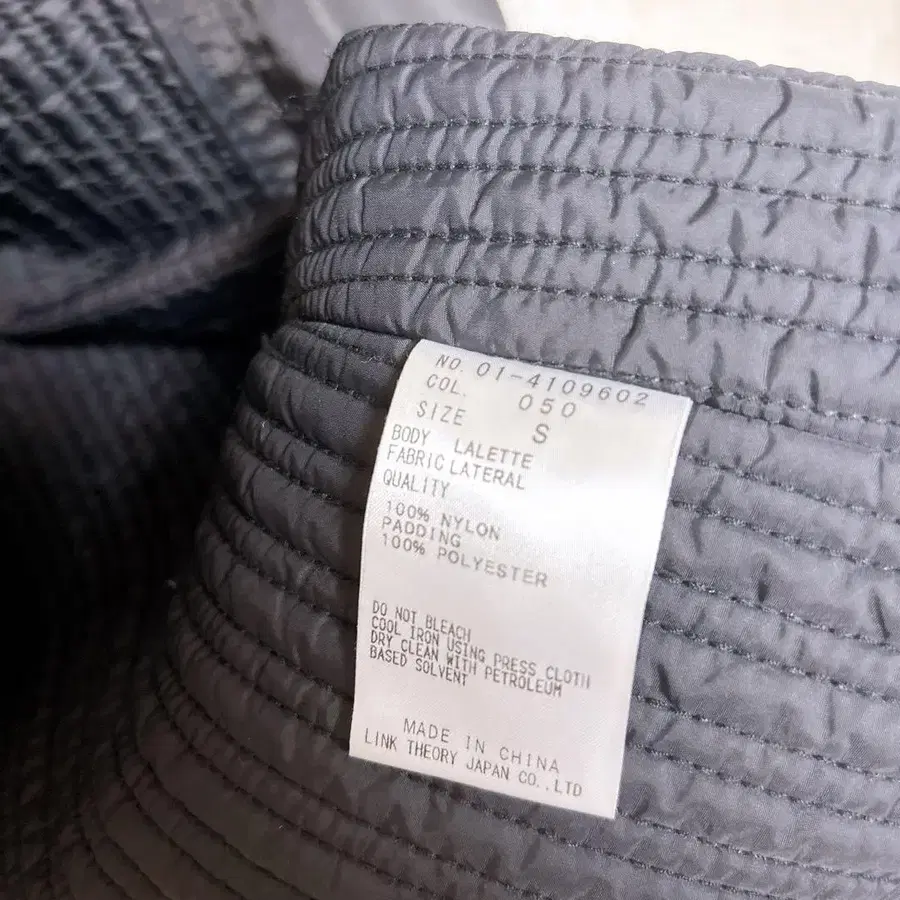 NO. 01-4109602
COL. 050
SIZE S
BODY LALETTE
FABRIC LATERAL
QUALITY
100% NYLON
PADDING
100% POLYESTER
DO NOT BLEACH
COOL IRON USING PRESS CLOTH
DRY CLEAN WITH PETROLEUM
BASED SOLVENT
MADE IN CHINA
LINK THEORY JAPAN CO.,LTD